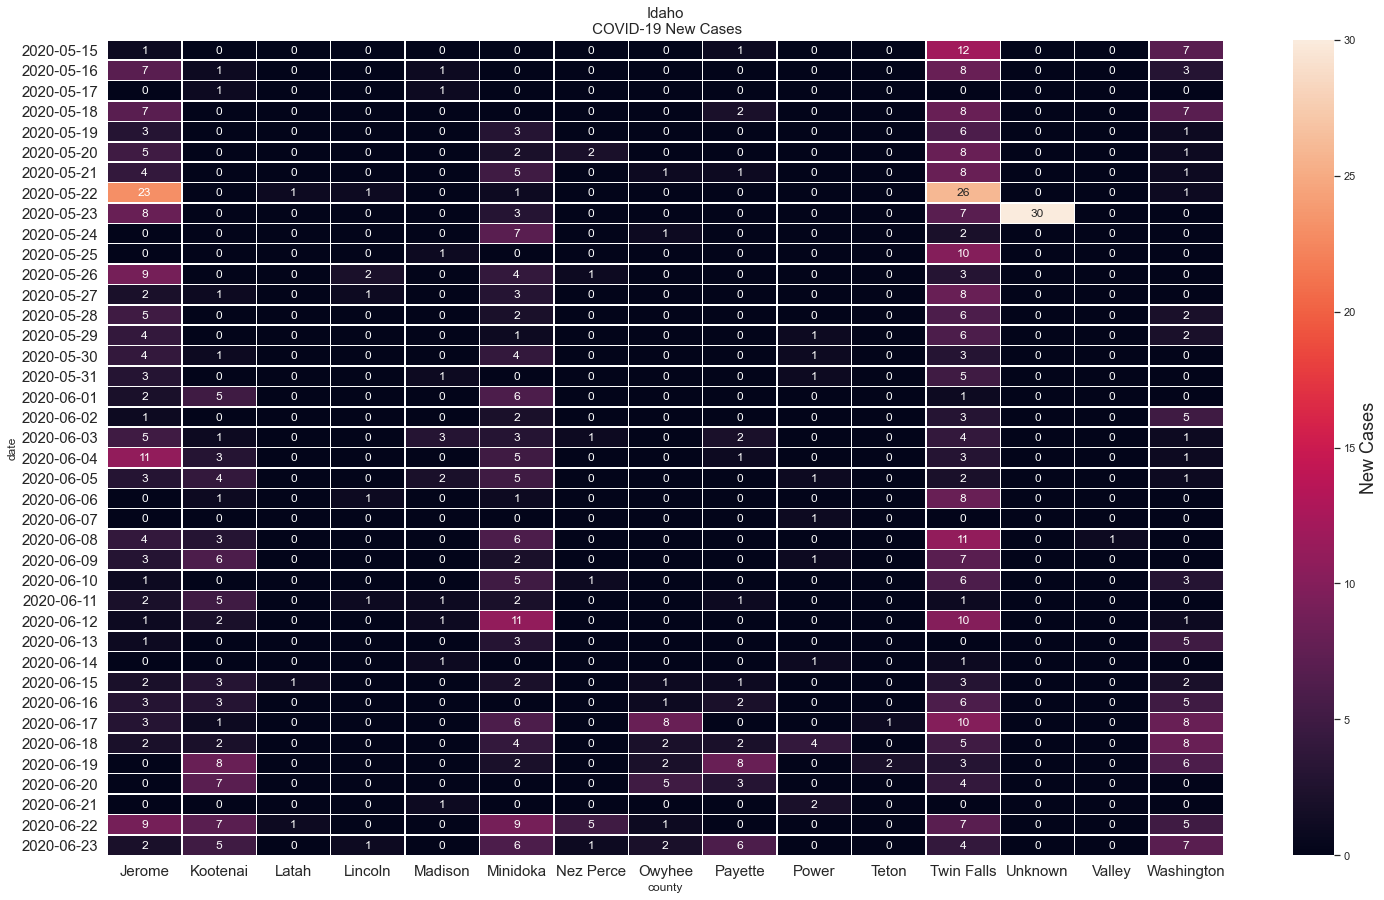 Idaho
COVID-19 New Cases
2020-05-15 1 0 0 0 0 0 0 0 1 0 0 12 0 0 7
2020-05-16 7 1 0 0 1 0 0 0 0 0 0 8 0 0 3
2020-05-17 0 1 0 0 1 0 0 0 0 0 0 0 0 0 0
2020-05-18 7 0 0 0 0 0 0 0 2 0 0 8 0 0 7
2020-05-19 3 0 0 0 0 3 0 0 0 0 0 6 0 0 1
2020-05-20 5 0 0 0 0 2 2 0 0 0 0 8 0 0 1
2020-05-21 4 0 0 0 0 5 0 1 1 0 0 8 0 0 1
2020-05-22 23 0 1 1 0 1 0 0 0 0 0 26 0 0 1
2020-05-23 8 0 0 0 0 3 0 0 0 0 0 7 30 0 0
2020-05-24 0 0 0 0 0 7 0 1 0 0 0 2 0 0 0
2020-05-25 0 0 0 0 1 0 0 0 0 0 0 10 0 0 0
2020-05-26 9 0 0 2 0 4 1 0 0 0 0 3 0 0 0
2020-05-27 2 1 0 1 0 3 0 0 0 0 0 8 0 0 0
2020-05-28 5 0 0 0 0 2 0 0 0 0 0 6 0 0 2
2020-05-29 4 0 0 0 0 1 0 0 0 1 0 6 0 0 2
2020-05-30 4 1 0 0 0 4 0 0 0 1 0 3 0 0 0
2020-05-31 3 0 0 0 1 0 0 0 0 1 0 5 0 0 0
2020-06-01 2 5 0 0 0 6 0 0 0 0 0 1 0 0 0
2020-06-02 1 0 0 0 0 2 0 0 0 0 0 3 0 0 5
2020-06-03 5 1 0 0 3 3 1 0 2 0 0 4 0 0 1
2020-06-04 11 3 0 0 0 5 0 0 1 0 0 3 0 0 1
2020-06-05 3 4 0 0 2 5 0 0 0 1 0 2 0 0 1
2020-06-06 0 1 0 1 0 1 0 0 0 0 0 8 0 0 0
2020-06-07 0 0 0 0 0 0 0 0 0 1 0 0 0 0 0
2020-06-08 4 3 0 0 0 6 0 0 0 0 0 11 0 1 0
2020-06-09 3 6 0 0 0 2 0 0 0 1 0 7 0 0 0
2020-06-10 1 0 0 0 0 5 1 0 0 0 0 6 0 0 3
2020-06-11 2 5 0 1 1 2 0 0 1 0 0 1 0 0 0
2020-06-12 1 2 0 0 1 11 0 0 0 0 0 10 0 0 1
2020-06-13 1 0 0 0 0 3 0 0 0 0 0 0 0 0 5
2020-06-14 0 0 0 0 1 0 0 0 0 1 0 1 0 0 0
2020-06-15 2 3 1 0 0 2 0 1 1 0 0 3 0 0 2
2020-06-16 3 3 0 0 0 0 0 1 2 0 0 6 0 0 5
2020-06-17 3 1 0 0 0 6 0 8 0 0 1 10 0 0 8
2020-06-18 2 2 0 0 0 4 0 2 2 4 0 5 0 0 8
2020-06-19 0 8 0 0 0 2 0 2 8 0 2 3 0 0 6
2020-06-20 0 7 0 0 0 0 0 5 3 0 0 4 0 0 0
2020-06-21 0 0 0 0 1 0 0 0 0 2 0 0 0 0 0
2020-06-22 9 7 1 0 0 9 5 1 0 0 0 7 0 0 5
2020-06-23 2 5 0 1 0 6 1 2 6 0 0 4 0 0 7
Jerome Kootenai Latah Lincoln Madison Minidoka Nez Perce Owyhee Payette Power Teton Twin Falls Unknown Valley Washington
county
date
30
25
20
15
10
5
0
New Cases